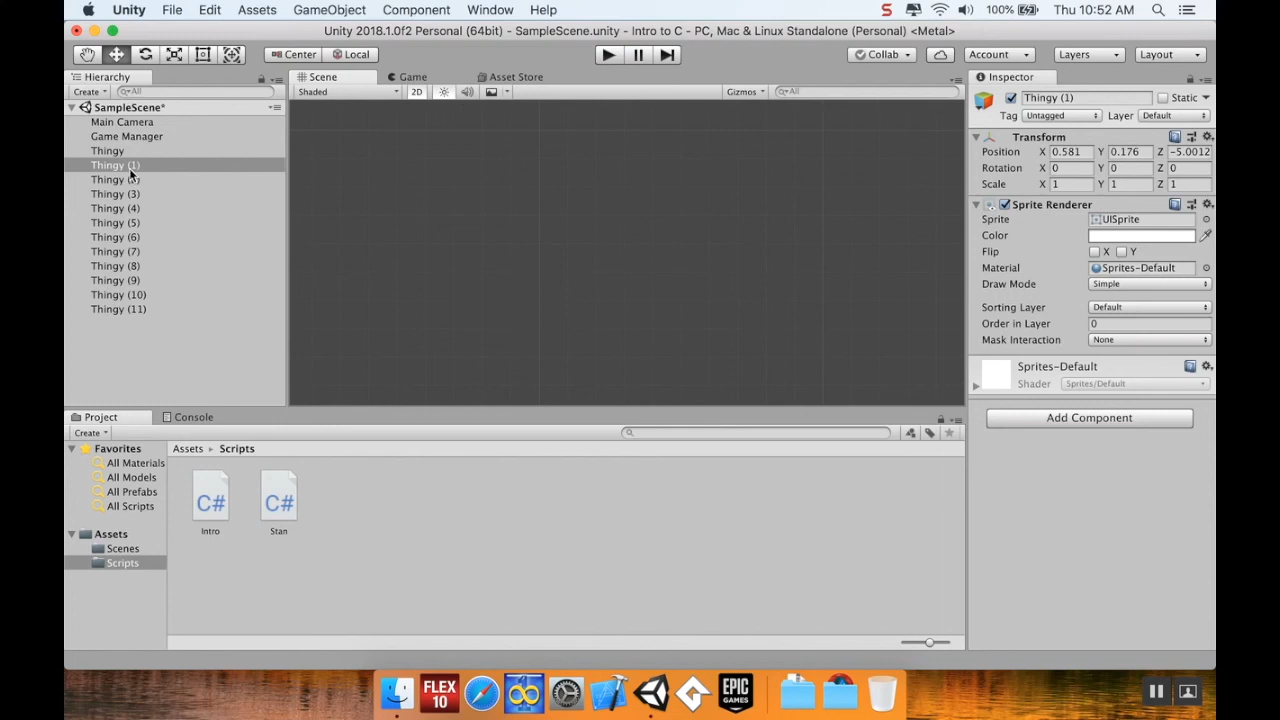 Unity File Edit Assets GameObject Component Window Help S 100% Thu 10:52 AM
Unity 2018.1.0f2 Personal (64bit) - SampleScene.unity - Intro to C - PC, Mac & Linux Standalone (Personal) <Metal>
Center Local Collab Account Layers Layout
Hierarchy Scene Game Asset Store Inspector
Create All Shaded 2D Gizmos All Thingy (1) Static
SampleScene* Tag Untagged Layer Default
Main Camera
Game Manager
Thingy
Thingy (1)
Thingy
Thingy (3)
Thingy (4)
Thingy (5)
Thingy (6)
Thingy (7)
Thingy (8)
Thingy (9)
Thingy (10)
Thingy (11)
Transform
Position X 0.581 Y 0.176 Z -5.0012
Rotation X 0 Y 0 Z 0
Scale X 1 Y 1 Z 1
Sprite Renderer
Sprite UISprite
Color
Flip X Y
Material Sprites-Default
Draw Mode Simple
Sorting Layer Default
Order in Layer 0
Mask Interaction None
Sprites-Default
Shader Sprites/Default
Add Component
Project Console
Create
Favorites
All Materials
All Models
All Prefabs
All Scripts
Assets
Scenes
Scripts
Assets Scripts
C# C#
Intro Stan
FLEX
10
EPIC
GAMES